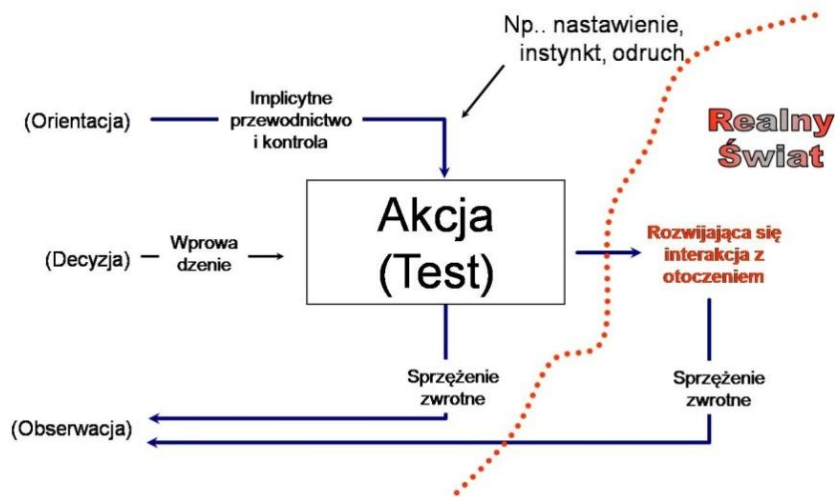 Np.. nastawienie,
instynkt, odruch
(Orientacja)
Implicytne
przewodnictwo
i kontrola
Realny
Świat
Akcja
(Test)
(Decyzja)
Wprowa
dzenie
Rozwijająca się
interakcja z
otoczeniem
Sprzężenie
zwrotne
Sprzężenie
zwrotne
(Obserwacja)